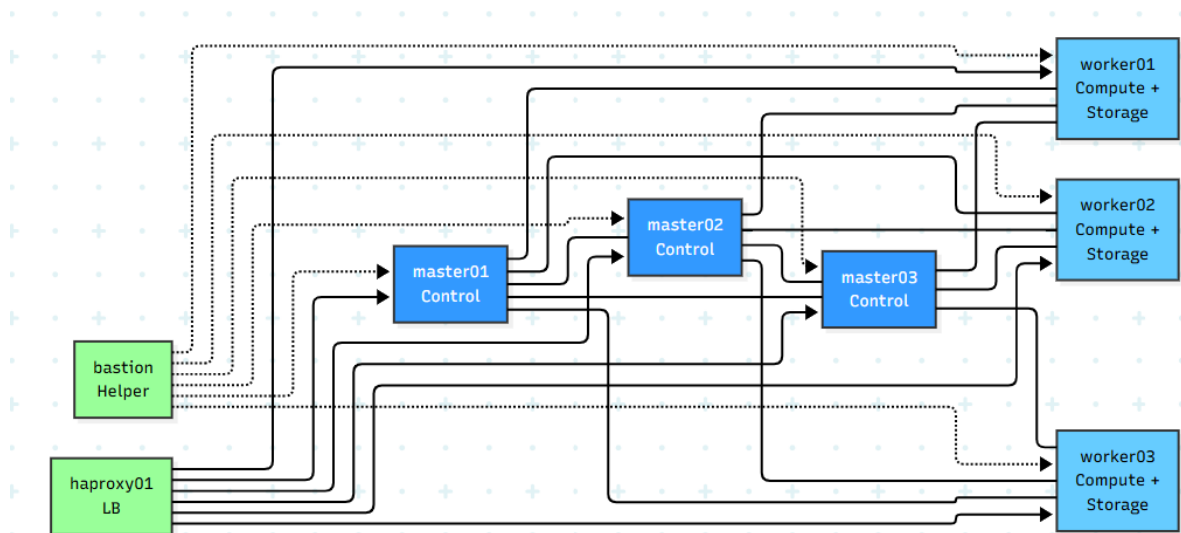 worker01
Compute +
Storage
worker02
Compute +
Storage
master02
Control
master01
Control
master03
Control
bastion
Helper
worker03
Compute +
Storage
haproxy01
LB